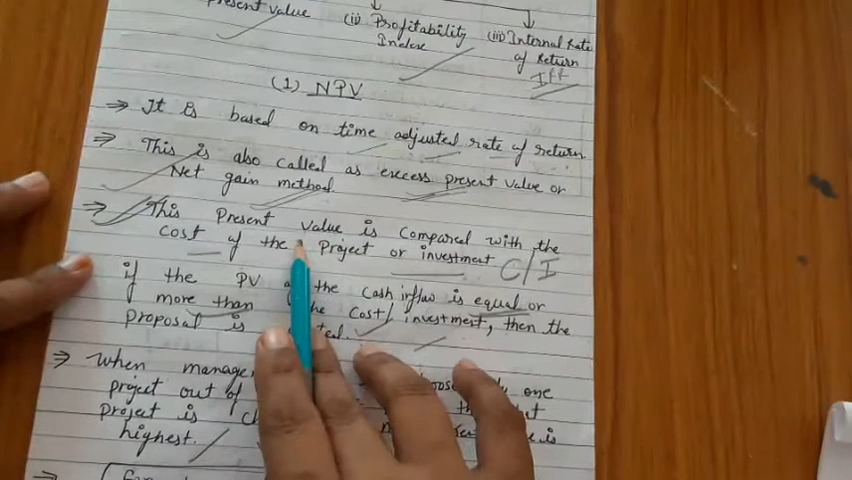 present value
(ii) Profitability (iii) Internal Rate
Index of Return
Iff
(1) NPV
⇒ It is based on time adjusted rate of return.
⇒ This is also called as excess present value or
Net gain method
⇒ This Present value is compared with the
cost of the Project or investment C/I
if the PV the cash inflow is equal or
more than the cost/investment, then the
proposal is
⇒ when one
project out of
project is is
highest.